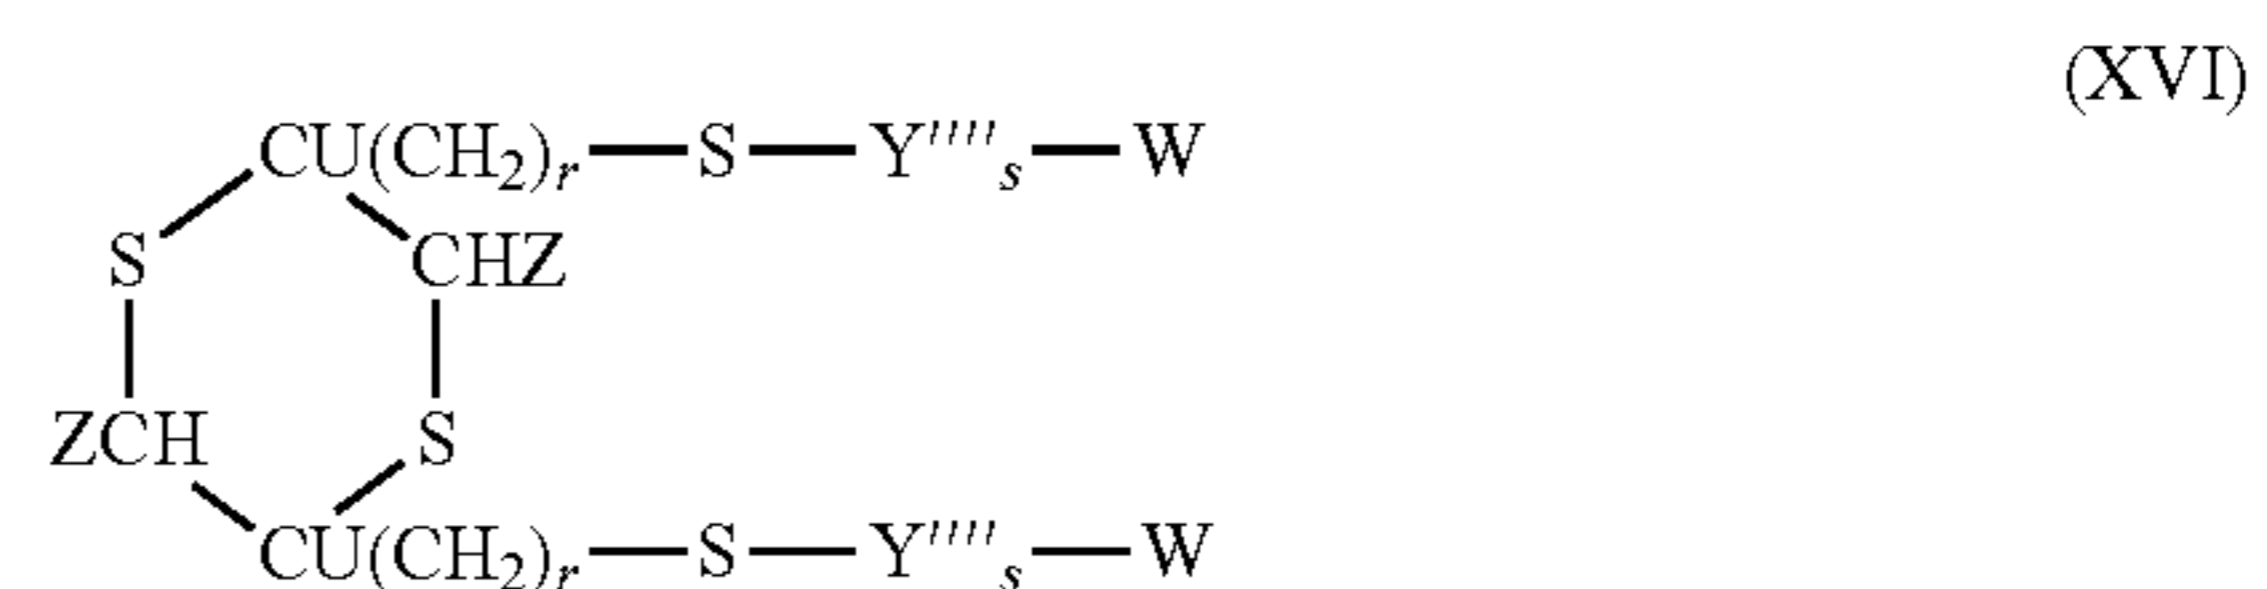 (XVI)
CU(CH₂)ᵣ—S—Y′′′′ₛ—W
S CHZ
ZCH S
CU(CH₂)ᵣ—S—Y′′′′ₛ—W